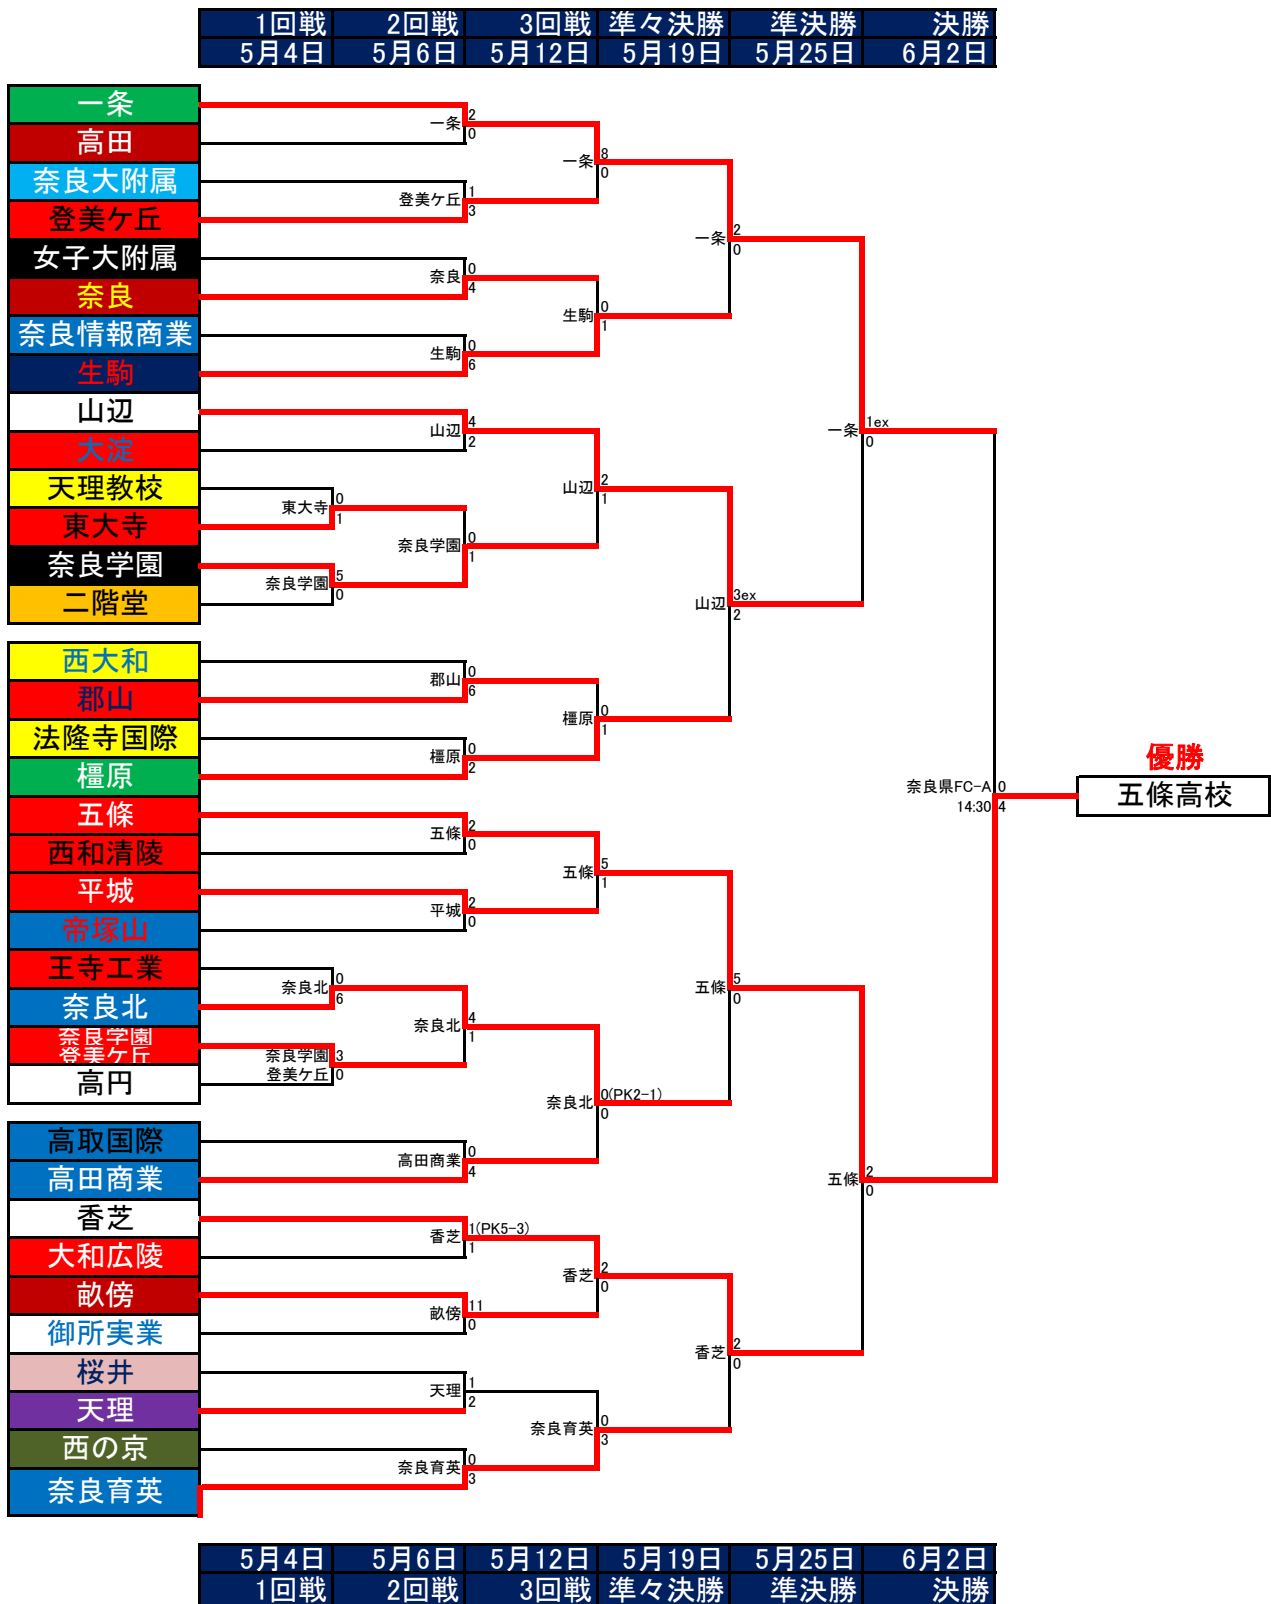 1回戦 2回戦 3回戦 準々決勝 準決勝 決勝
5月4日 5月6日 5月12日 5月19日 5月25日 6月2日
一条
高田
奈良大附属
登美ケ丘
女子大附属
奈良
奈良情報商業
生駒
山辺
大淀
天理教校
東大寺
奈良学園
二階堂
西大和
郡山
法隆寺国際
橿原
五條
西和清陵
平城
帝塚山
王寺工業
奈良北
奈良学園
登美ケ丘
高円
高取国際
高田商業
香芝
大和広陵
畝傍
御所実業
桜井
天理
西の京
奈良育英
東大寺 0
1
奈良学園 5
0
奈良北 0
6
奈良学園 3
登美ケ丘 0
一条 2
0
登美ケ丘 1
3
奈良 0
4
生駒 0
6
山辺 4
2
奈良学園 0
1
郡山 0
6
橿原 0
2
五條 2
0
平城 2
0
奈良北 4
1
高田商業 0
4
香芝 1(PK5-3)
1
畝傍 11
0
天理 1
2
奈良育英 0
3
一条 8
0
生駒 0
1
山辺 2
1
橿原 0
1
五條 5
1
奈良北 0(PK2-1)
0
香芝 2
0
奈良育英 0
3
一条 2
0
山辺 3ex
2
五條 5
0
香芝 2
0
一条 1ex
0
五條 2
0
奈良県FC-A 0
14:30 4
優勝
五條高校
5月4日 5月6日 5月12日 5月19日 5月25日 6月2日
1回戦 2回戦 3回戦 準々決勝 準決勝 決勝